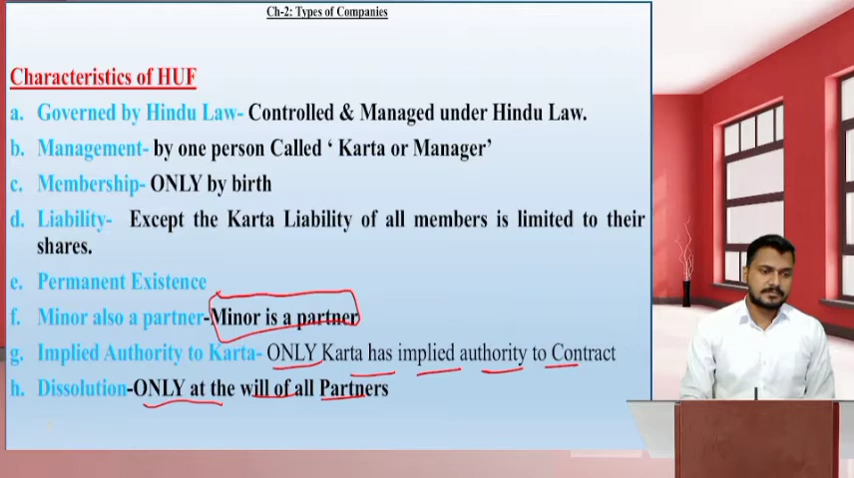 Ch-2: Types of Companies
Characteristics of HUF
a. Governed by Hindu Law- Controlled & Managed under Hindu Law.
b. Management- by one person Called ‘ Karta or Manager’
c. Membership- ONLY by birth
d. Liability- Except the Karta Liability of all members is limited to their
shares.
e. Permanent Existence
f. Minor also a partner-Minor is a partner
g. Implied Authority to Karta- ONLY Karta has implied authority to Contract
h. Dissolution-ONLY at the will of all Partners